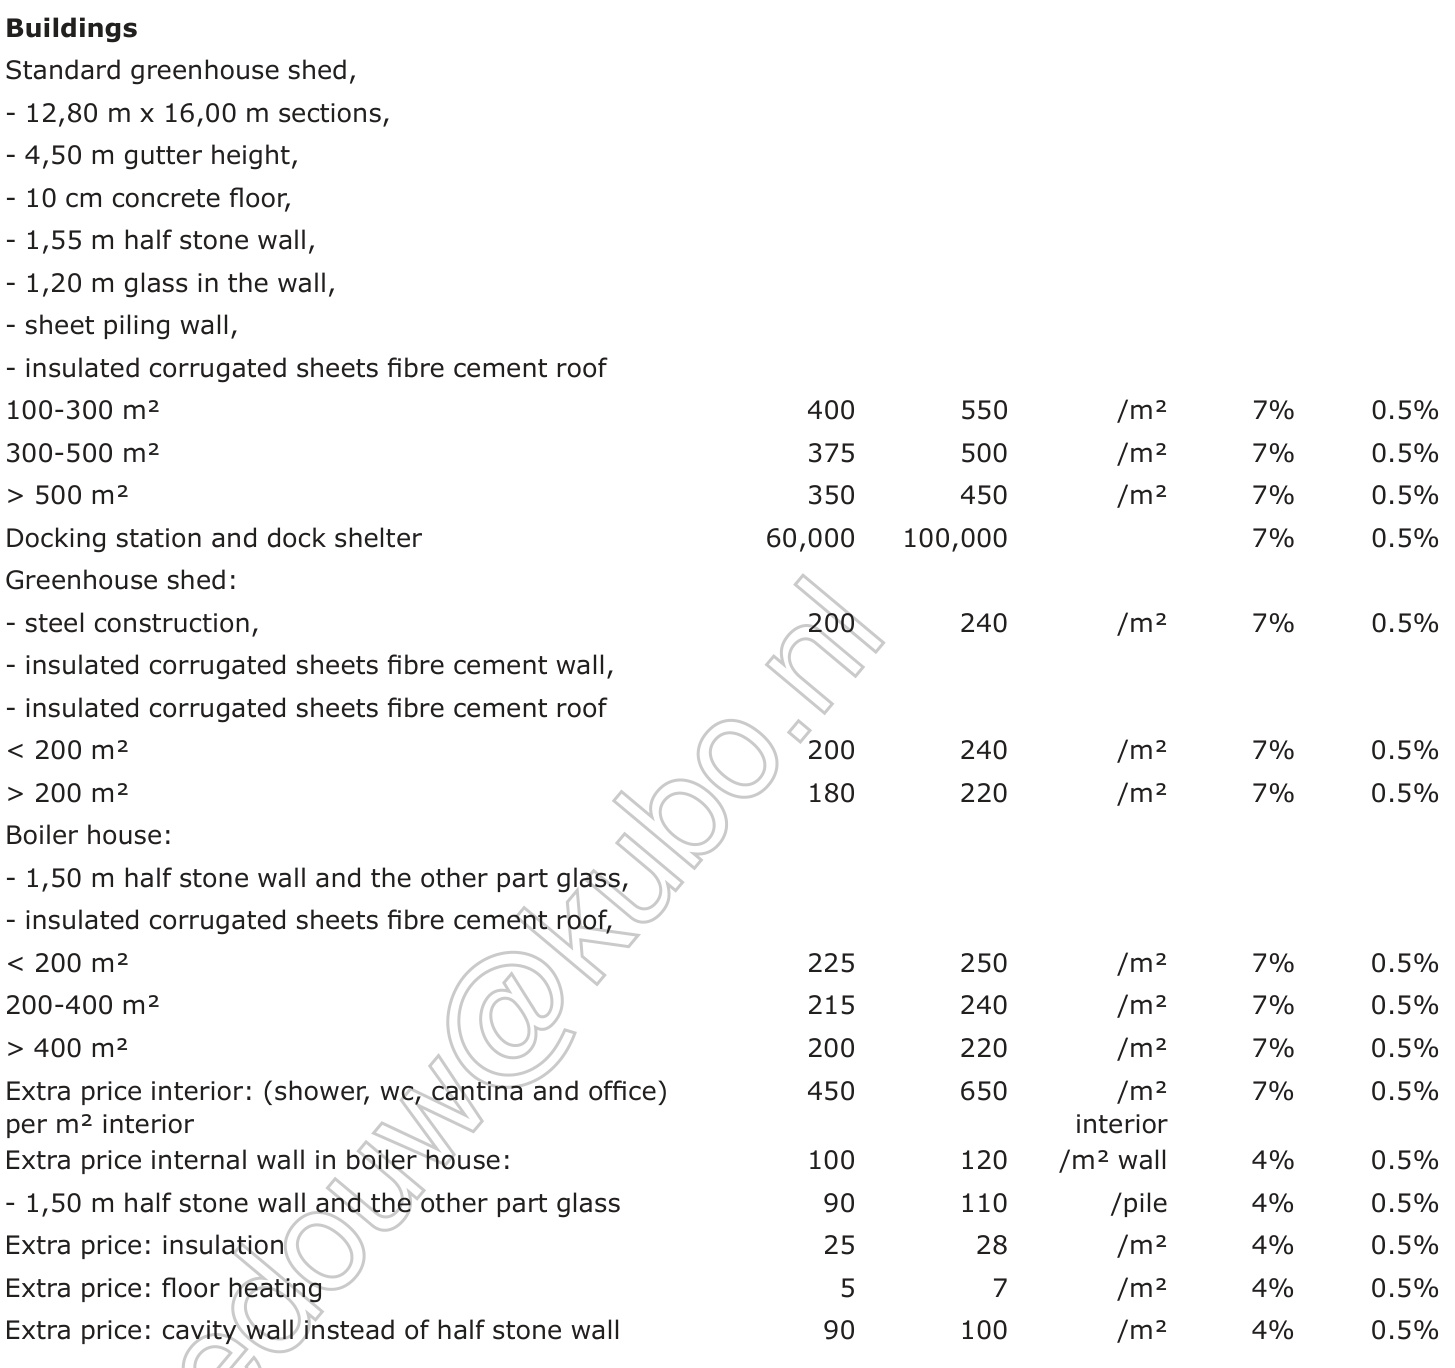 Buildings
Standard greenhouse shed,
- 12,80 m x 16,00 m sections,
- 4,50 m gutter height,
- 10 cm concrete floor,
- 1,55 m half stone wall,
- 1,20 m glass in the wall,
- sheet piling wall,
- insulated corrugated sheets fibre cement roof
100-300 m² 400 550 /m² 7% 0.5%
300-500 m² 375 500 /m² 7% 0.5%
> 500 m² 350 450 /m² 7% 0.5%
Docking station and dock shelter 60,000 100,000 7% 0.5%
Greenhouse shed:
- steel construction, 200 240 /m² 7% 0.5%
- insulated corrugated sheets fibre cement wall,
- insulated corrugated sheets fibre cement roof
< 200 m² 200 240 /m² 7% 0.5%
> 200 m² 180 220 /m² 7% 0.5%
Boiler house:
- 1,50 m half stone wall and the other part glass,
- insulated corrugated sheets fibre cement roof,
< 200 m² 225 250 /m² 7% 0.5%
200-400 m² 215 240 /m² 7% 0.5%
> 400 m² 200 220 /m² 7% 0.5%
Extra price interior: (shower, wc, cantina and office) 450 650 /m² 7% 0.5%
per m² interior interior
Extra price internal wall in boiler house: 100 120 /m² wall 4% 0.5%
- 1,50 m half stone wall and the other part glass 90 110 /pile 4% 0.5%
Extra price: insulation 25 28 /m² 4% 0.5%
Extra price: floor heating 5 7 /m² 4% 0.5%
Extra price: cavity wall instead of half stone wall 90 100 /m² 4% 0.5%
edouw@kubo.nl